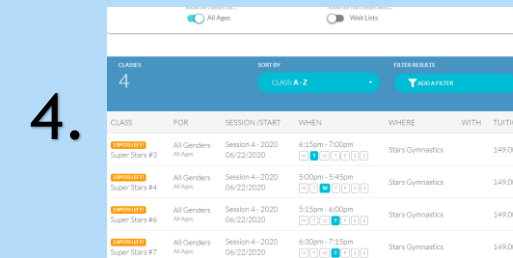 4.
All Ages
Wait Lists
CLASSES
SORT BY
FILTER RESULTS
4
CLASS: A - Z
ADD A FILTER
CLASS FOR SESSION/START WHEN WHERE WITH TUITIO
All Genders Session 4 - 2020 6:15pm - 7:00pm Stars Gymnastics 149.0
Super Stars #3 All Ages 06/22/2020 M T W T F S S
All Genders Session 4 - 2020 5:00pm - 5:45pm Stars Gymnastics 149.0
Super Stars #4 All Ages 06/22/2020 M T W T F S S
All Genders Session 4 - 2020 5:15pm - 6:00pm Stars Gymnastics 149.0
Super Stars #6 All Ages 06/22/2020 M T W T F S S
All Genders Session 4 - 2020 6:30pm - 7:15pm Stars Gymnastics 149.0
Super Stars #7 All Ages 06/22/2020 M T W T F S S